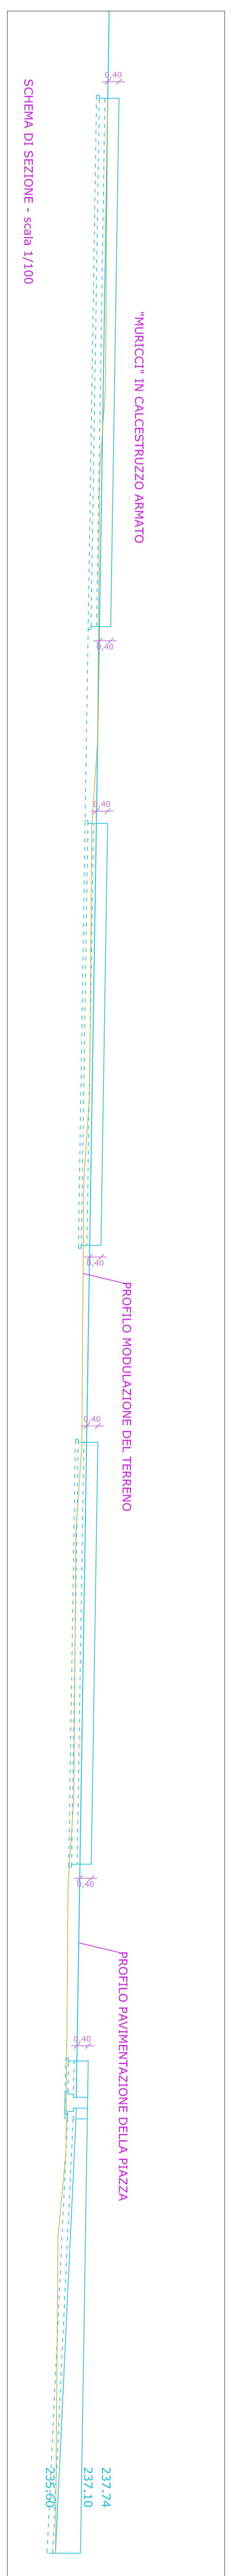 SCHEMA DI SEZIONE - scala 1/100
"MURICCI" IN CALCESTRUZZO ARMATO
PROFILO MODULAZIONE DEL TERRENO
PROFILO PAVIMENTAZIONE DELLA PIAZZA
0,40
0,40
0,40
0,40
0,40
0,40
0,40
237.74
237.10
235.60